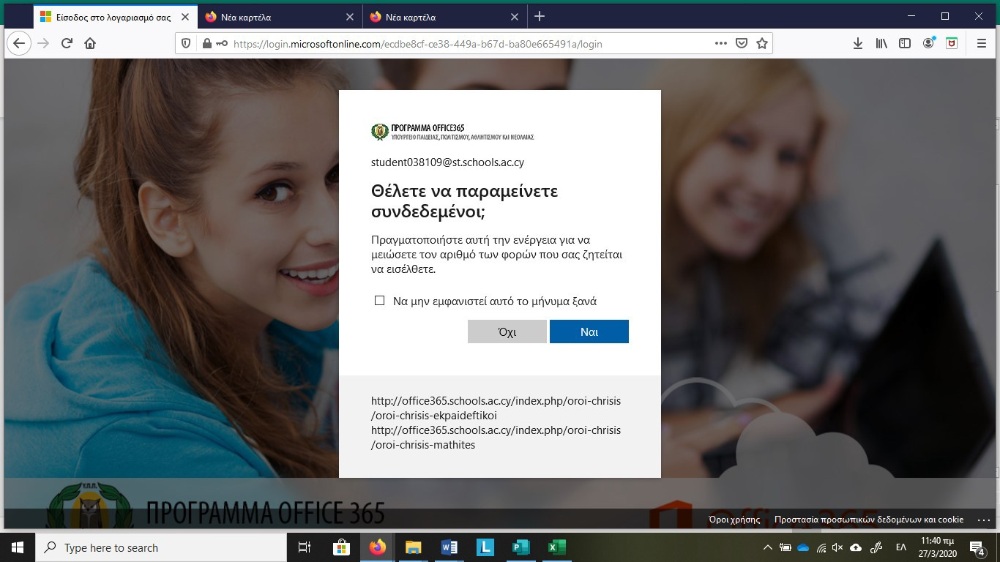 Είσοδος στο λογαριασμό σας
Νέα καρτέλα
Νέα καρτέλα
https://login.microsoftonline.com/ecdbe8cf-ce38-449a-b67d-ba80e665491a/login
ΠΡΟΓΡΑΜΜΑ OFFICE365
ΥΠΟΥΡΓΕΙΟ ΠΑΙΔΕΙΑΣ, ΠΟΛΙΤΙΣΜΟΥ, ΑΘΛΗΤΙΣΜΟΥ ΚΑΙ ΝΕΟΛΑΙΑΣ
student038109@st.schools.ac.cy
Θέλετε να παραμείνετε
συνδεδεμένοι;
Πραγματοποιήστε αυτή την ενέργεια για να
μειώσετε τον αριθμό των φορών που σας ζητείται
να εισέλθετε.
Να μην εμφανιστεί αυτό το μήνυμα ξανά
Όχι
Ναι
http://office365.schools.ac.cy/index.php/oroi-chrisis
/oroi-chrisis-ekpaideftikoi
http://office365.schools.ac.cy/index.php/oroi-chrisis
/oroi-chrisis-mathites
Υ.Π.Π.
ΠΡΟΓΡΑΜΜΑ OFFICE 365
Office 365
Όροι χρήσης
Προστασία προσωπικών δεδομένων και cookie
Type here to search
ΕΛ
11:40 πμ
27/3/2020
4